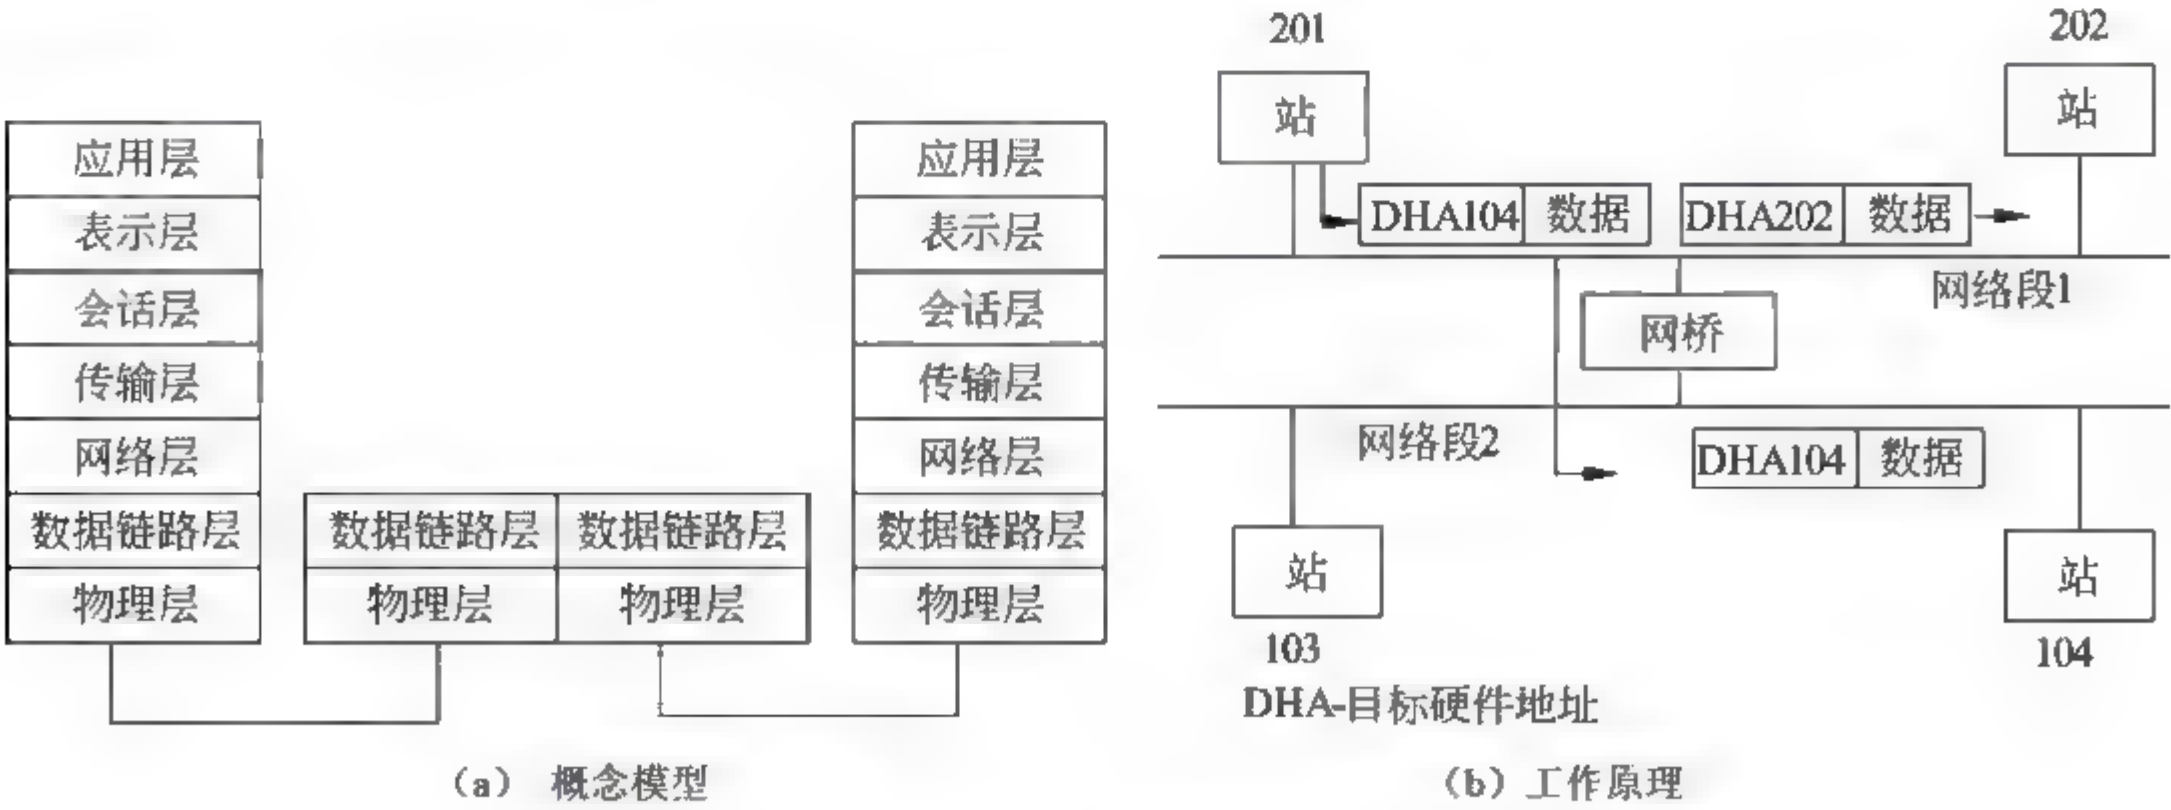 应用层
表示层
会话层
传输层
网络层
数据链路层
物理层
数据链路层 数据链路层
物理层 物理层
应用层
表示层
会话层
传输层
网络层
数据链路层
物理层
(a) 概念模型
201
202
站
站
DHA104 数据
DHA202 数据
网络段1
网桥
网络段2
DHA104 数据
站
站
103
104
DHA-目标硬件地址
(b) 工作原理